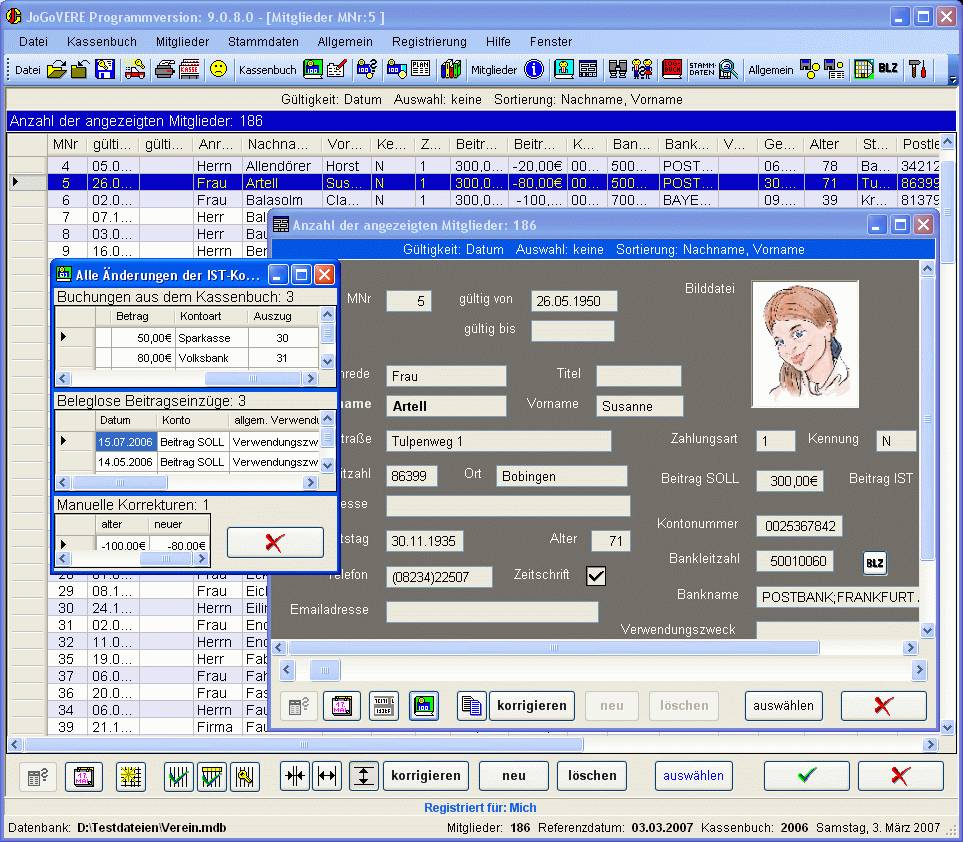 JoGoVERE Programmversion: 9.0.8.0 - [Mitglieder MNr:5 ]
Datei Kassenbuch Mitglieder Stammdaten Allgemein Registrierung Hilfe Fenster
Datei Kassenbuch Mitglieder STAMM-DATEN Allgemein BLZ
Gültigkeit: Datum Auswahl: keine Sortierung: Nachname, Vorname
Anzahl der angezeigten Mitglieder: 186
MNr gülti... gülti... Anr... Nachna... Vor... Ke... Z... Beitr... Beitr... K... Ban... Bank... V... Ge... Alter St... Postle
4 05.0... Herrn Allendörer Horst N 1 300,0... -20,00€ 00... 500... POST... 06.... 78 Ba... 34212
5 26.0... Frau Artell Sus... N 1 300,0... -80,00€ 00... 500... POST... 30.... 71 Tu... 86399
6 02.0... Frau Balasolm Cla... N 1 300,0... -100,... 00... 700... BAYE... 09.... 39 Kr... 81379
7 07.1... Herr Bal
8 03.0... Herrn Bau
9 16.0... Herrn Ber
Anzahl der angezeigten Mitglieder: 186
Gültigkeit: Datum Auswahl: keine Sortierung: Nachname, Vorname
MNr 5 gültig von 26.05.1950 Bilddatei
gültig bis
nrede Frau Titel
name Artell Vorname Susanne
traße Tulpenweg 1 Zahlungsart 1 Kennung N
itzahl 86399 Ort Bobingen Beitrag SOLL 300,00€ Beitrag IST
esse
Kontonummer 0025367842
tstag 30.11.1935 Alter 71
Bankleitzahl 50010060 BLZ
lefon (08234)22507 Zeitschrift
Bankname POSTBANK;FRANKFURT
Emailadresse
Verwendungszweck
korrigieren neu löschen auswählen
Alle Änderungen der IST-Ko...
Buchungen aus dem Kassenbuch: 3
Betrag Kontoart Auszug
50,00€ Sparkasse 30
80,00€ Volksbank 31
Beleglose Beitragseinzüge: 3
Datum Konto allgem. Verwendu
15.07.2006 Beitrag SOLL Verwendungszw
14.05.2006 Beitrag SOLL Verwendungszw
Manuelle Korrekturen: 1
alter neuer
-100.00€ -80.00€
29 08.1... Frau Eicl
30 24.1... Herrn Eilin
31 02.0... Frau End
32 11.0... Herrn End
35 19.0... Herr Fab
37 06.0... Frau Fah
36 20.0... Frau Fas
34 06.0... Herrn Fau
39 21.1... Firma Fau
korrigieren neu löschen auswählen
Registriert für: Mich
Datenbank: D:\Testdateien\Verein.mdb Mitglieder: 186 Referenzdatum: 03.03.2007 Kassenbuch: 2006 Samstag, 3. März 2007